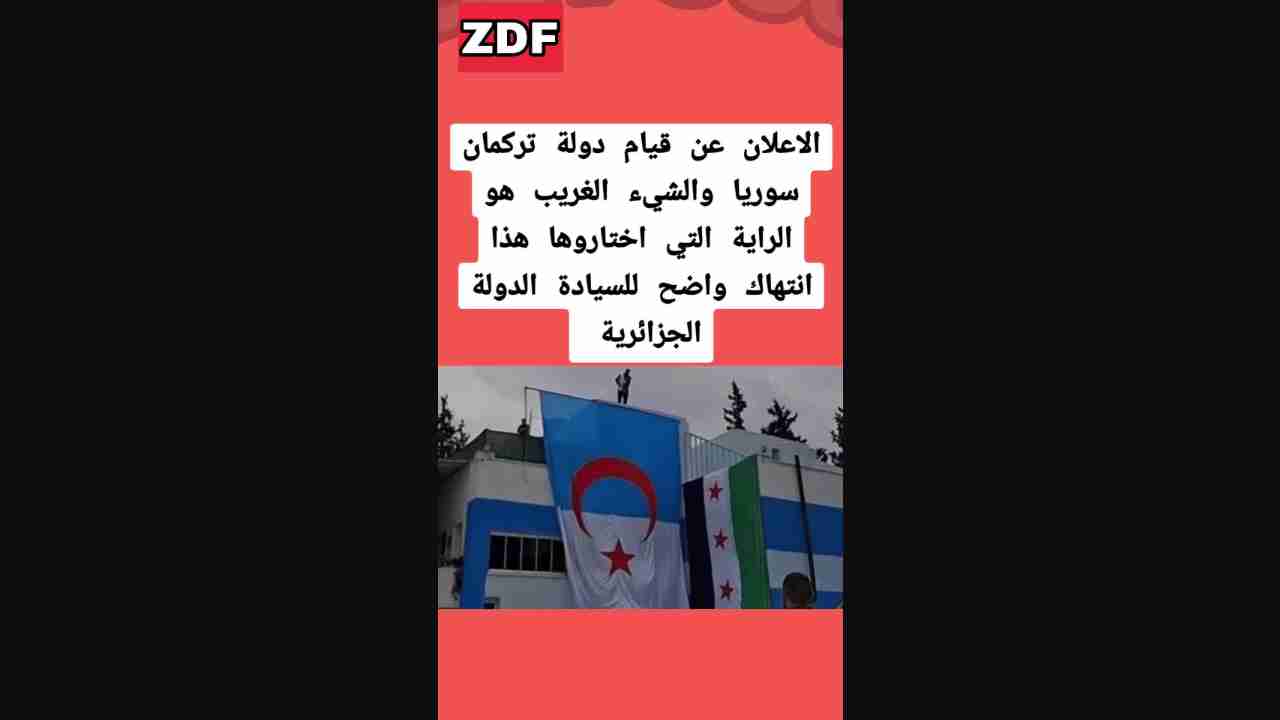 ZDF
الاعلان عن قيام دولة تركمان
سوريا والشيء الغريب هو
الراية التي اختاروها هذا
انتهاك واضح للسيادة الدولة
الجزائرية